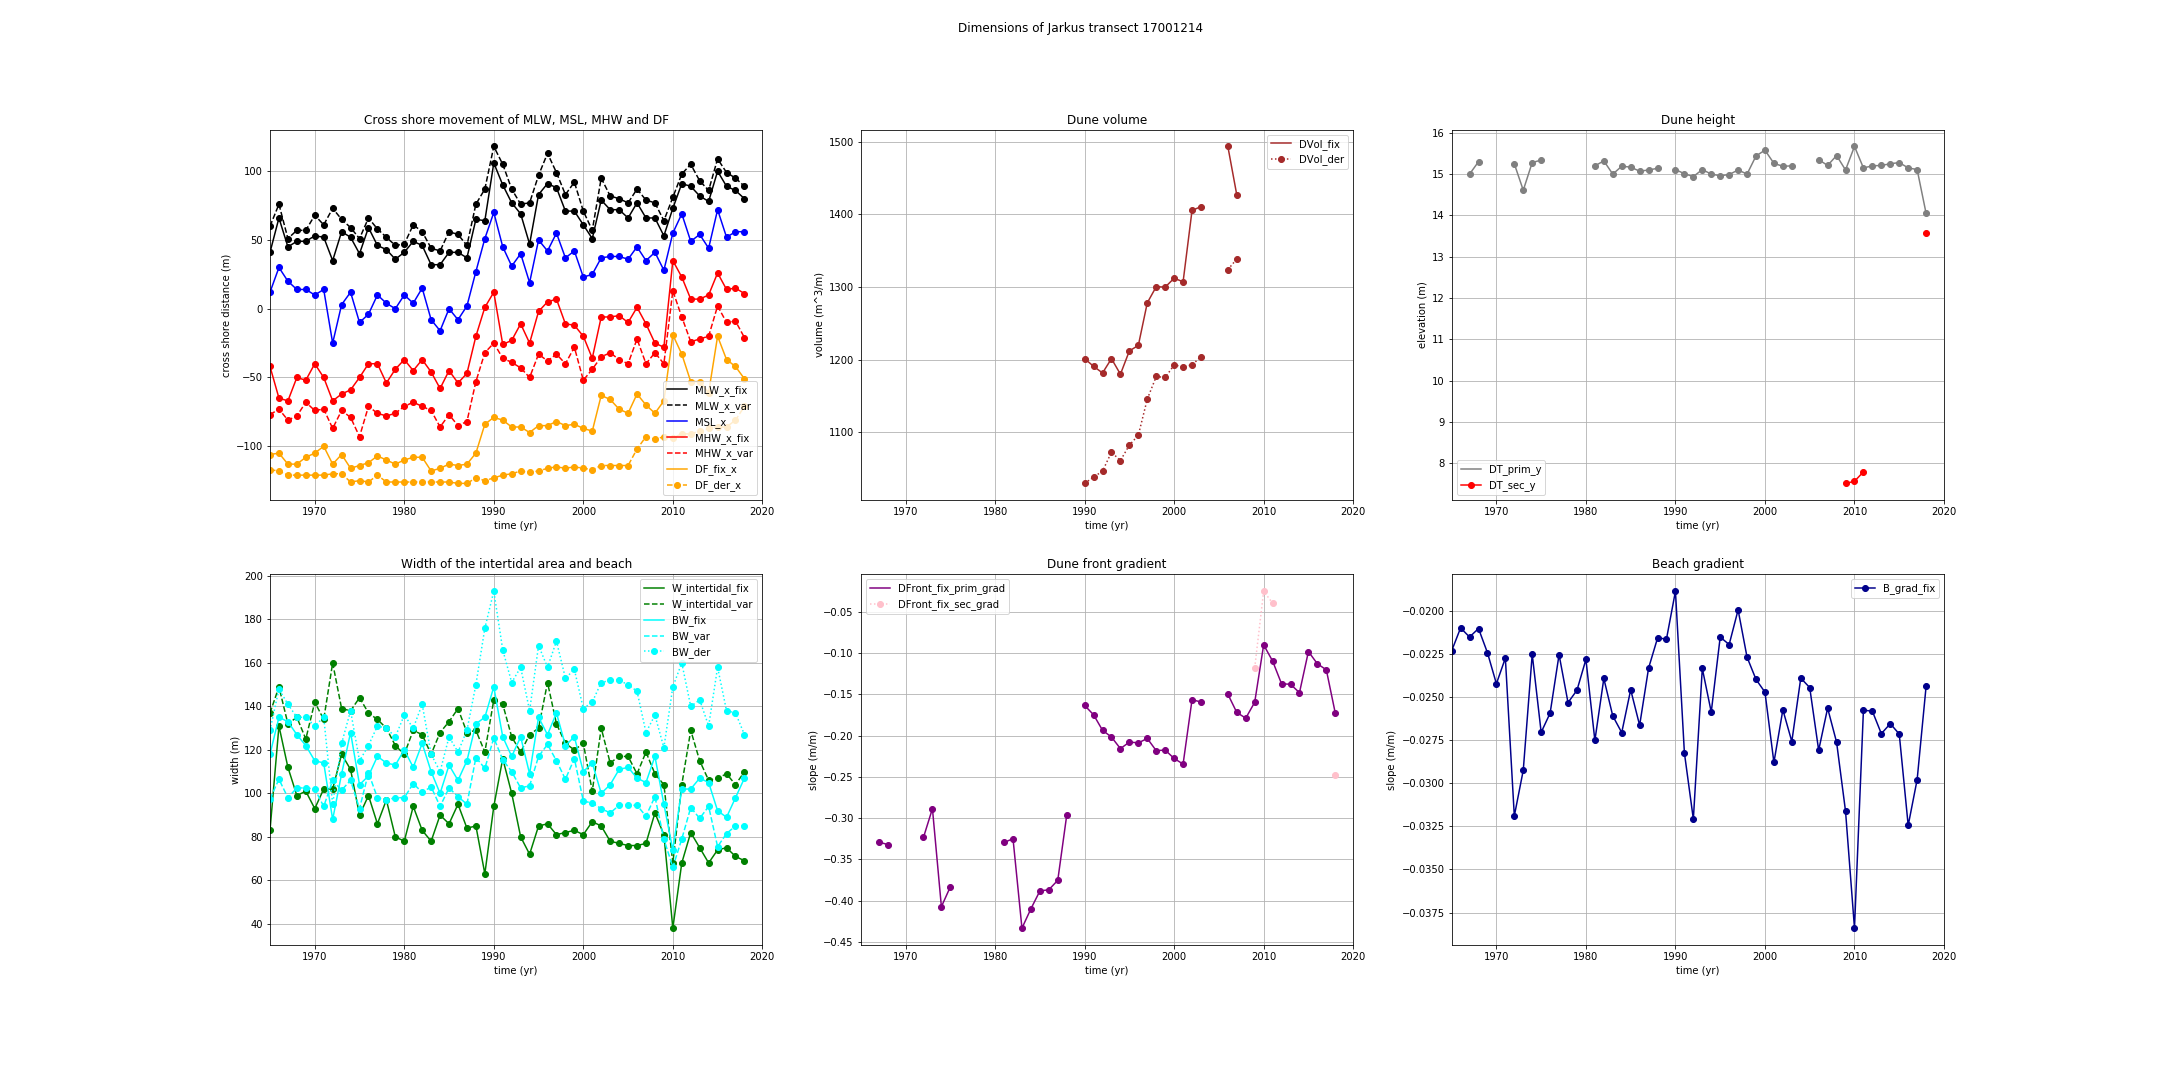 Dimensions of Jarkus transect 17001214
Cross shore movement of MLW, MSL, MHW and DF
cross shore distance (m)
100
50
0
−50
−100
1970 1980 1990 2000 2010 2020
time (yr)
MLW_x_fix
MLW_x_var
MSL_x
MHW_x_fix
MHW_x_var
DF_fix_x
DF_der_x
Dune volume
volume (m^3/m)
1500
1400
1300
1200
1100
1970 1980 1990 2000 2010 2020
time (yr)
DVol_fix
DVol_der
Dune height
elevation (m)
16
15
14
13
12
11
10
9
8
1970 1980 1990 2000 2010 2020
time (yr)
DT_prim_y
DT_sec_y
Width of the intertidal area and beach
width (m)
200
180
160
140
120
100
80
60
40
1970 1980 1990 2000 2010 2020
time (yr)
W_intertidal_fix
W_intertidal_var
BW_fix
BW_var
BW_der
Dune front gradient
slope (m/m)
−0.05
−0.10
−0.15
−0.20
−0.25
−0.30
−0.35
−0.40
−0.45
1970 1980 1990 2000 2010 2020
time (yr)
DFront_fix_prim_grad
DFront_fix_sec_grad
Beach gradient
slope (m/m)
−0.0200
−0.0225
−0.0250
−0.0275
−0.0300
−0.0325
−0.0350
−0.0375
1970 1980 1990 2000 2010 2020
time (yr)
B_grad_fix